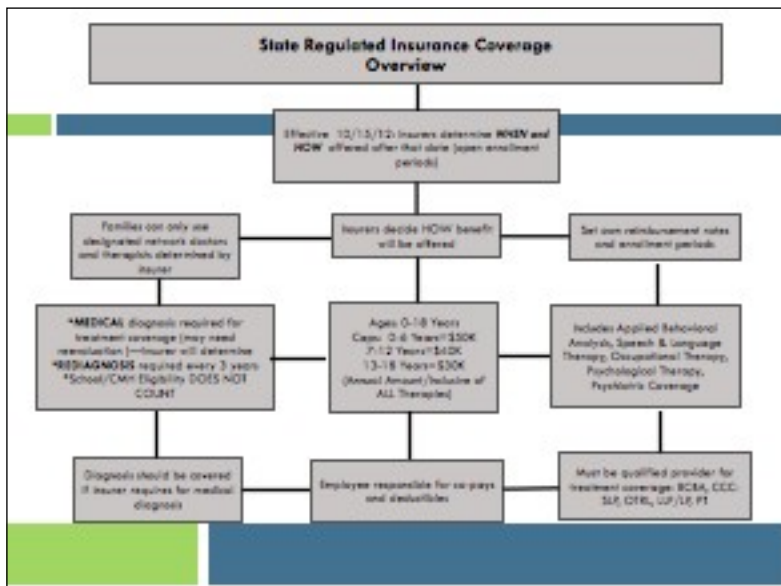 State Regulated Insurance Coverage
Overview
Effective 10/15/12: Insurers determine WHEN and
HOW offered after that date (open enrollment
periods)
Families can only use
designated network doctors
and therapists determined by
insurer
Insurers decide HOW benefit
will be offered
Set own reimbursement rates
and enrollment periods
*MEDICAL diagnosis required for
treatment coverage (may need
reevaluation)—Insurer will determine
*REDIAGNOSIS required every 3 years
*School/CMH Eligibility DOES NOT
COUNT
Ages 0-18 Years
Caps: 0-6 Years=$50K
7-12 Years=$40K
13-18 Years=$30K
(Annual Amount/Inclusive of
ALL Therapies)
Includes Applied Behavioral
Analysis, Speech & Language
Therapy, Occupational Therapy,
Psychological Therapy,
Psychiatric Coverage
Diagnosis should be covered
if insurer requires for medical
diagnosis
Employee responsible for co-pays
and deductibles
Must be qualified provider for
treatment coverage: BCBA, CCC-
SLP, OTRL, LLP/LP, PT